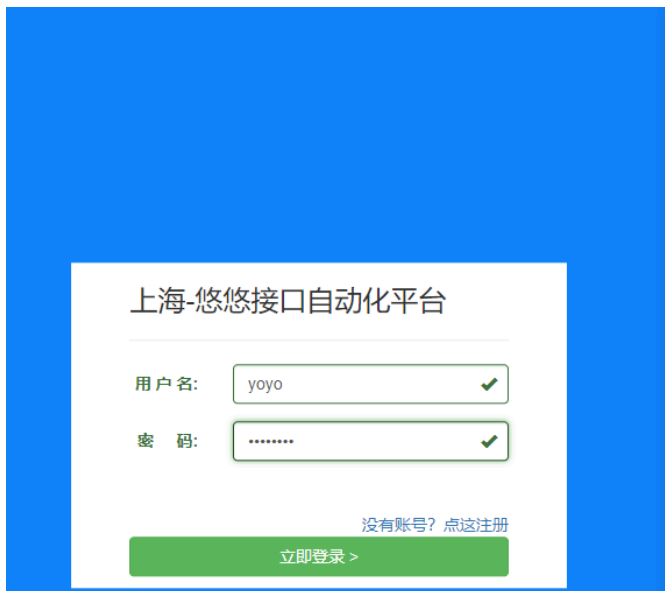 上海-悠悠接口自动化平台
用 户 名: yoyo
密 码: ••••••••
没有账号？点这注册
立即登录 >